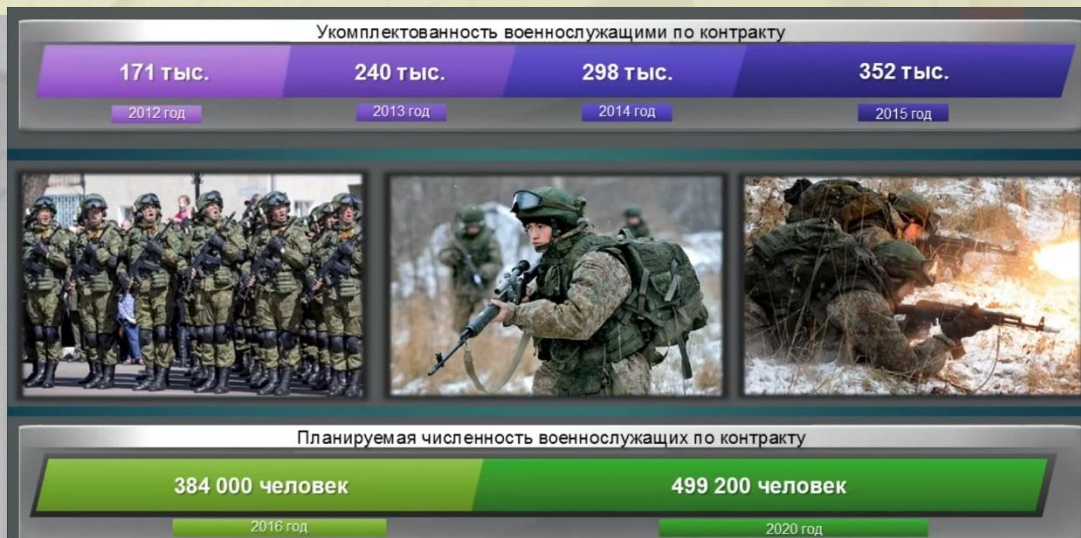 Укомплектованность военнослужащими по контракту
171 тыс. 240 тыс. 298 тыс. 352 тыс.
2012 год 2013 год 2014 год 2015 год
Планируемая численность военнослужащих по контракту
384 000 человек 499 200 человек
2016 год 2020 год